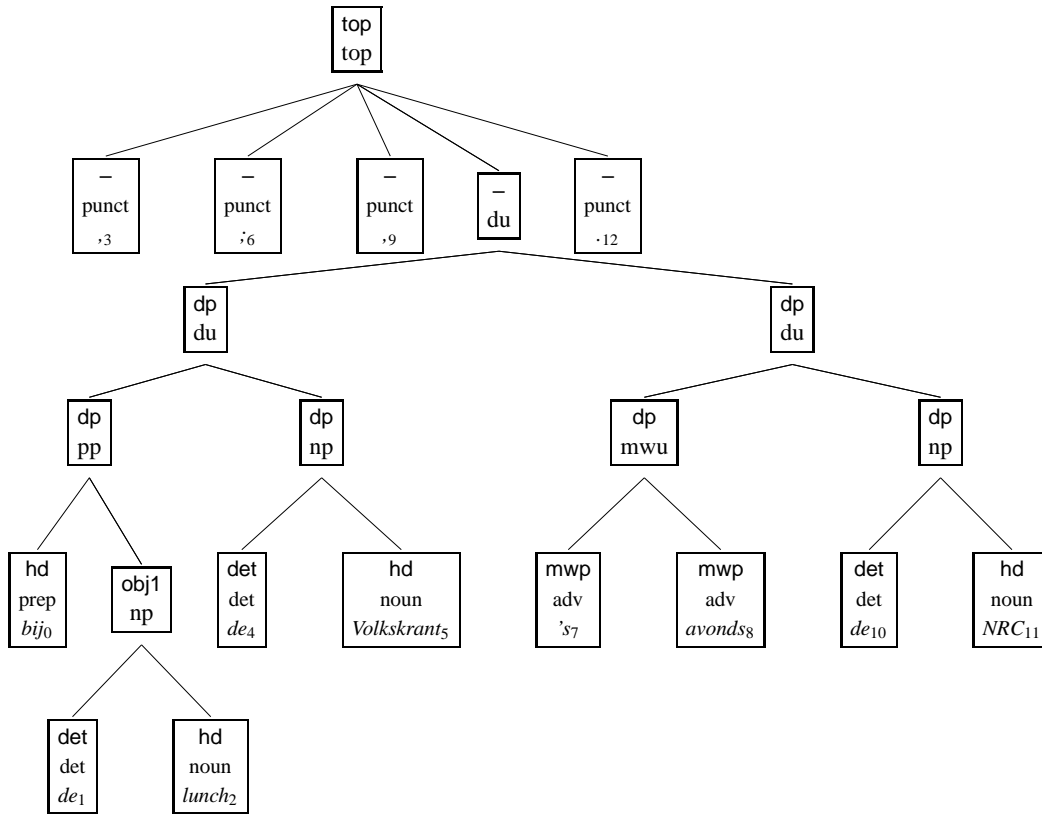 top
top
– – – – –
punct punct punct du punct
,3 ;6 ,9 .12
dp dp
du du
dp dp dp dp
pp np mwu np
hd obj1 det hd mwp mwp det hd
prep np det noun adv adv det noun
bij0 de4 Volkskrant5 's7 avonds8 de10 NRC11
det hd
det noun
de1 lunch2